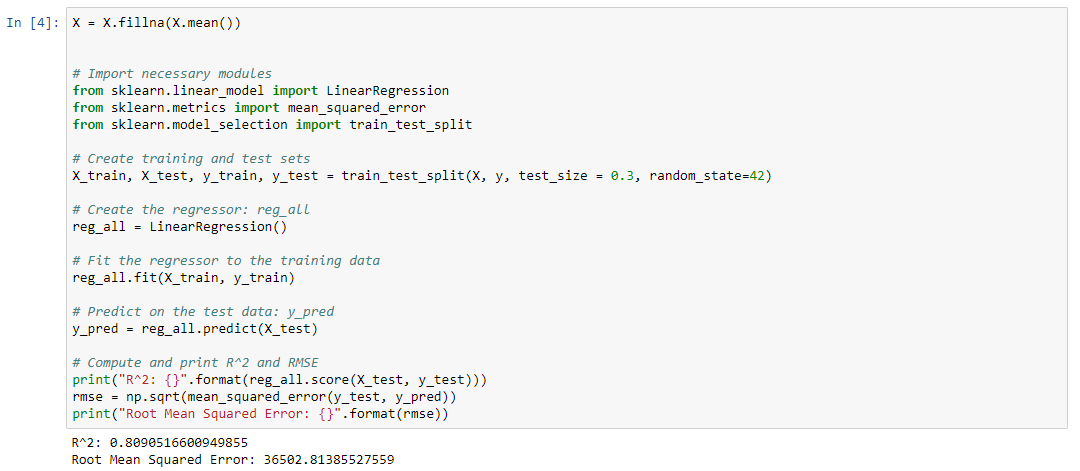 In [4]: X = X.fillna(X.mean())
# Import necessary modules
from sklearn.linear_model import LinearRegression
from sklearn.metrics import mean_squared_error
from sklearn.model_selection import train_test_split
# Create training and test sets
X_train, X_test, y_train, y_test = train_test_split(X, y, test_size = 0.3, random_state=42)
# Create the regressor: reg_all
reg_all = LinearRegression()
# Fit the regressor to the training data
reg_all.fit(X_train, y_train)
# Predict on the test data: y_pred
y_pred = reg_all.predict(X_test)
# Compute and print R^2 and RMSE
print("R^2: {}".format(reg_all.score(X_test, y_test)))
rmse = np.sqrt(mean_squared_error(y_test, y_pred))
print("Root Mean Squared Error: {}".format(rmse))
R^2: 0.8090516600949855
Root Mean Squared Error: 36502.81385527559